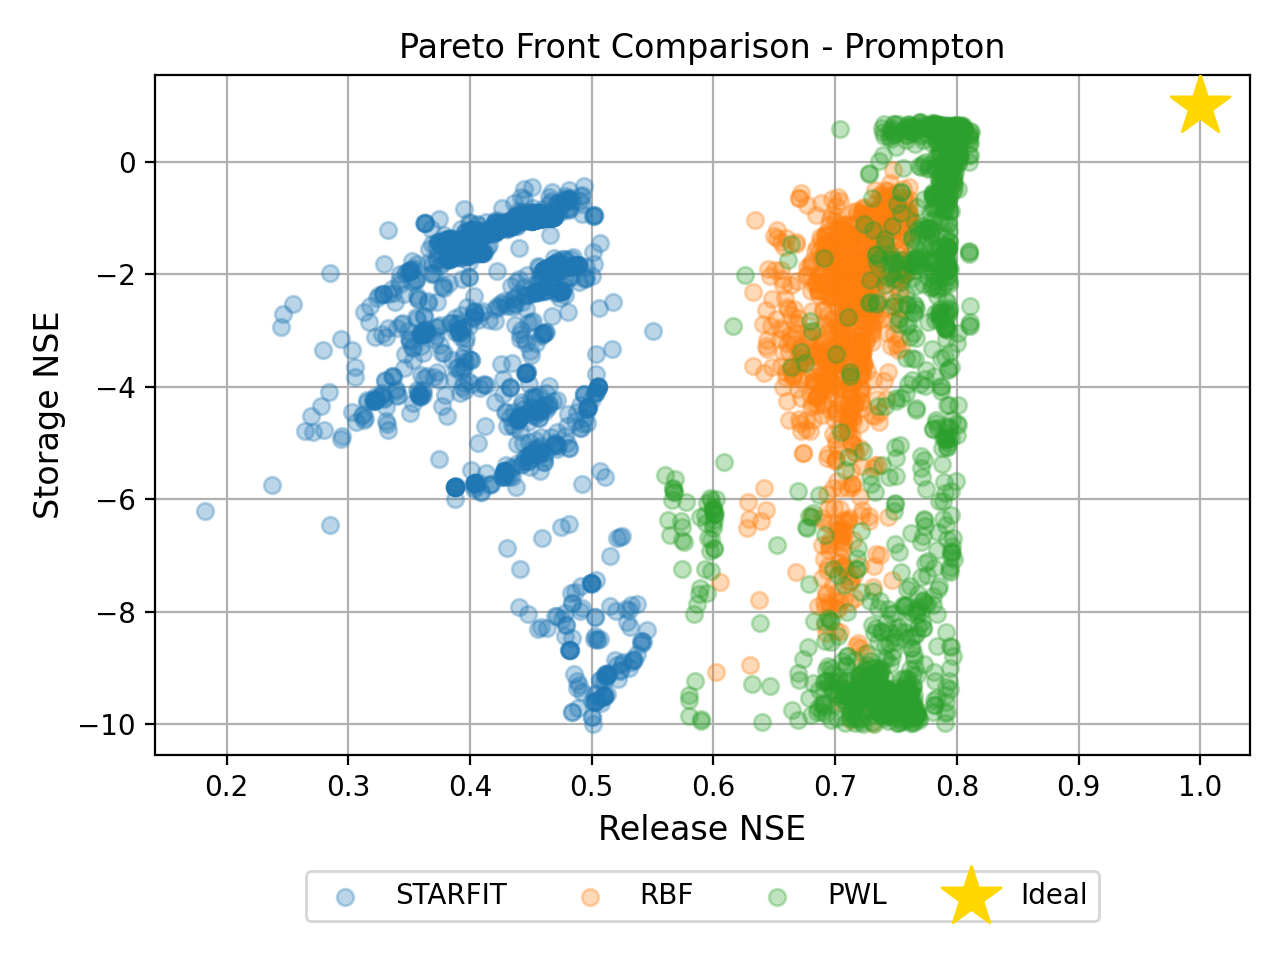 Pareto Front Comparison - Prompton
Storage NSE
0
−2
−4
−6
−8
−10
0.2 0.3 0.4 0.5 0.6 0.7 0.8 0.9 1.0
Release NSE
STARFIT RBF PWL Ideal